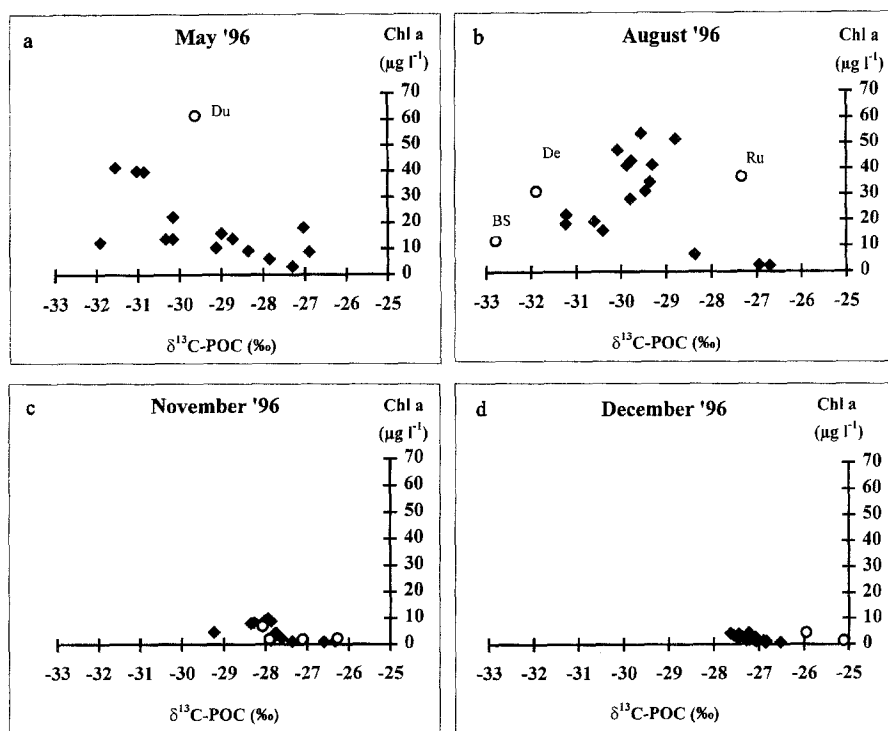 a
May '96
Chl a
(µg l⁻¹)
70
60
50
40
30
20
10
0
Du
-33 -32 -31 -30 -29 -28 -27 -26 -25
δ¹³C-POC (‰)
b
August '96
Chl a
(µg l⁻¹)
70
60
50
40
30
20
10
0
De
Ru
BS
-33 -32 -31 -30 -29 -28 -27 -26 -25
δ¹³C-POC (‰)
c
November '96
Chl a
(µg l⁻¹)
70
60
50
40
30
20
10
0
-33 -32 -31 -30 -29 -28 -27 -26 -25
δ¹³C-POC (‰)
d
December '96
Chl a
(µg l⁻¹)
70
60
50
40
30
20
10
0
-33 -32 -31 -30 -29 -28 -27 -26 -25
δ¹³C-POC (‰)